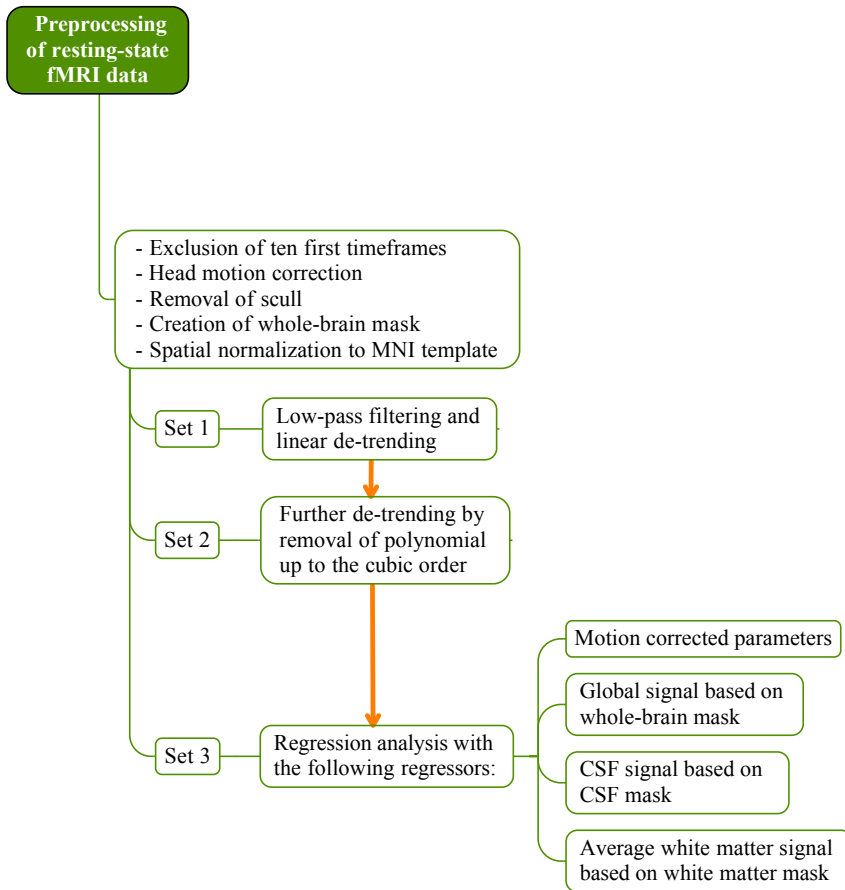 Preprocessing
of resting-state
fMRI data
- Exclusion of ten first timeframes
- Head motion correction
- Removal of scull
- Creation of whole-brain mask
- Spatial normalization to MNI template
Set 1
Low-pass filtering and
linear de-trending
Set 2
Further de-trending by
removal of polynomial
up to the cubic order
Set 3
Regression analysis with
the following regressors:
Motion corrected parameters
Global signal based on
whole-brain mask
CSF signal based on
CSF mask
Average white matter signal
based on white matter mask